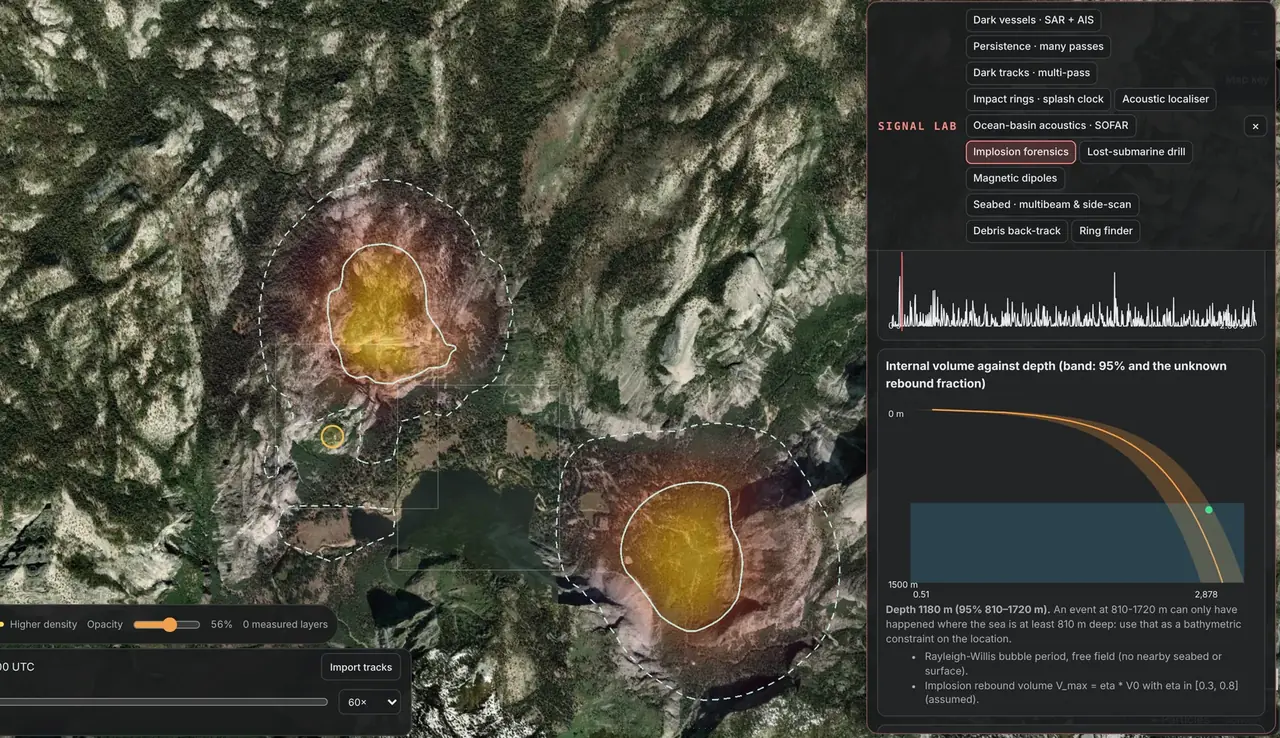 Dark vessels · SAR + AIS
Persistence · many passes
Dark tracks · multi-pass
Impact rings · splash clock
Acoustic localiser
SIGNAL LAB
Ocean-basin acoustics · SOFAR
×
Implosion forensics
Lost-submarine drill
Magnetic dipoles
Seabed · multibeam & side-scan
Debris back-track
Ring finder
Internal volume against depth (band: 95% and the unknown
rebound fraction)
0 m
1500 m
0.51
2,878
Depth 1180 m (95% 810–1720 m). An event at 810-1720 m can only have
happened where the sea is at least 810 m deep: use that as a bathymetric
constraint on the location.
• Rayleigh-Willis bubble period, free field (no nearby seabed or
surface).
• Implosion rebound volume V_max = eta * V0 with eta in [0.3, 0.8]
(assumed).
Higher density
Opacity
56%
0 measured layers
00 UTC
Import tracks
60×